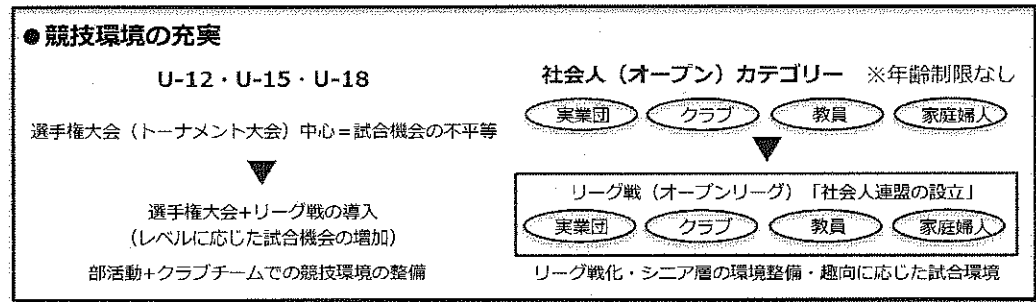 ●競技環境の充実
U-12・U-15・U-18
選手権大会（トーナメント大会）中心＝試合機会の不平等
▼
選手権大会+リーグ戦の導入
（レベルに応じた試合機会の増加）
部活動+クラブチームでの競技環境の整備
社会人（オープン）カテゴリー　※年齢制限なし
実業団　クラブ　教員　家庭婦人
▼
リーグ戦（オープンリーグ）「社会人連盟の設立」
実業団　クラブ　教員　家庭婦人
リーグ戦化・シニア層の環境整備・趣向に応じた試合環境